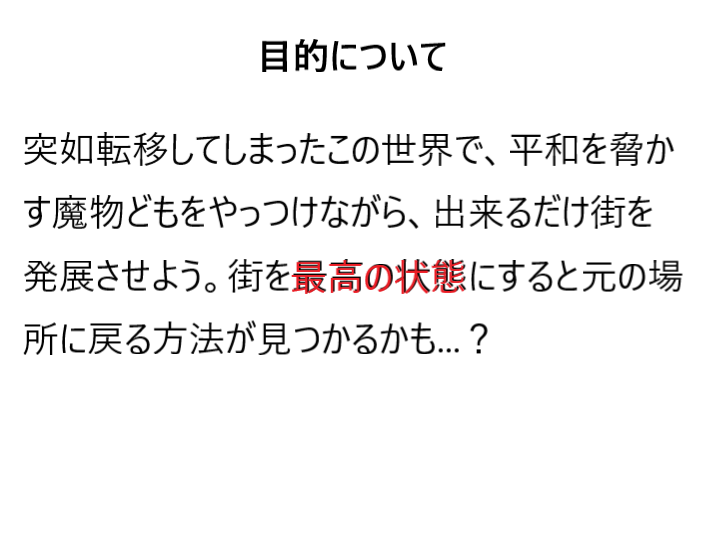 目的について
突如転移してしまったこの世界で、平和を脅か
す魔物どもをやっつけながら、出来るだけ街を
発展させよう。街を最高の状態にすると元の場
所に戻る方法が見つかるかも...？